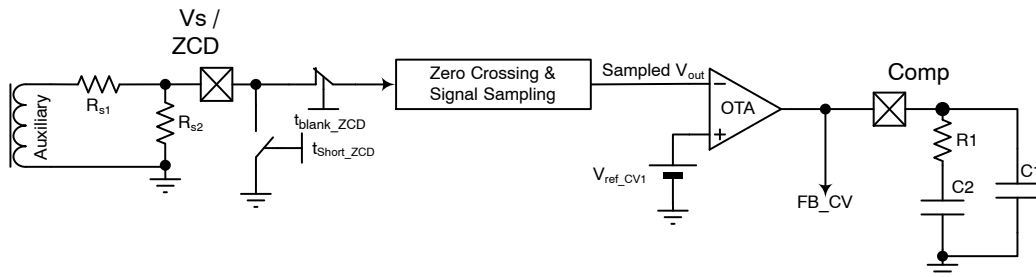 Vs /
ZCD
Auxiliary
Rs1
Rs2
tblank_ZCD
tShort_ZCD
Zero Crossing &
Signal Sampling
Sampled Vout
−
OTA
+
Vref_CV1
FB_CV
Comp
R1
C2
C1